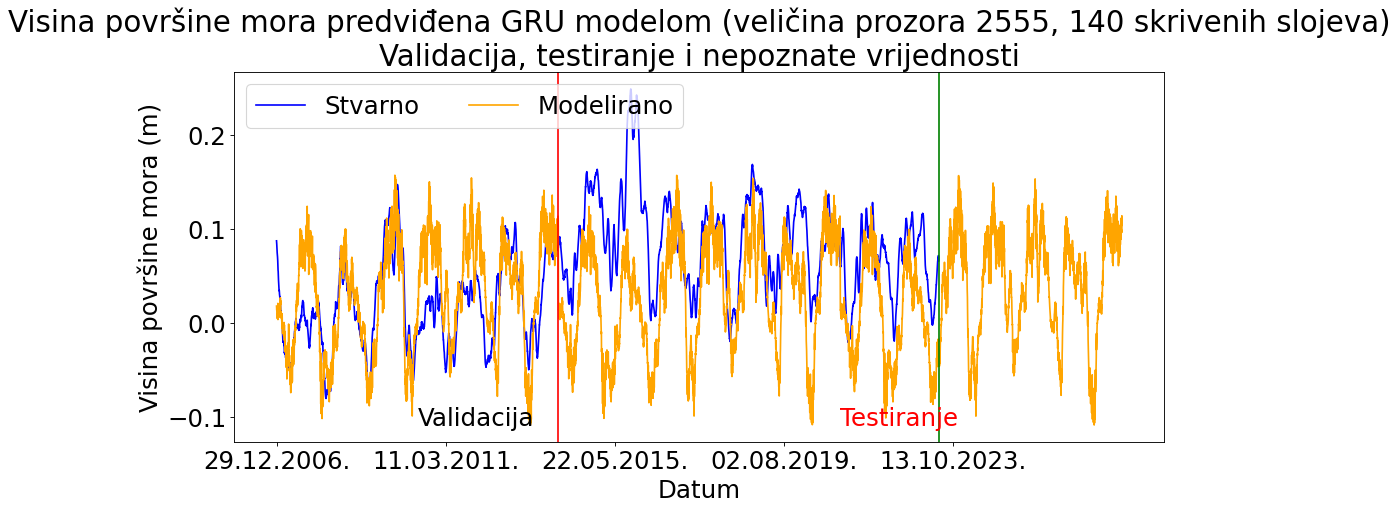 Visina površine mora predviđena GRU modelom (veličina prozora 2555, 140 skrivenih slojeva)
Validacija, testiranje i nepoznate vrijednosti
Stvarno
Modelirano
Visina površine mora (m)
0.2
0.1
0.0
−0.1
Validacija
Testiranje
29.12.2006.
11.03.2011.
22.05.2015.
02.08.2019.
13.10.2023.
Datum